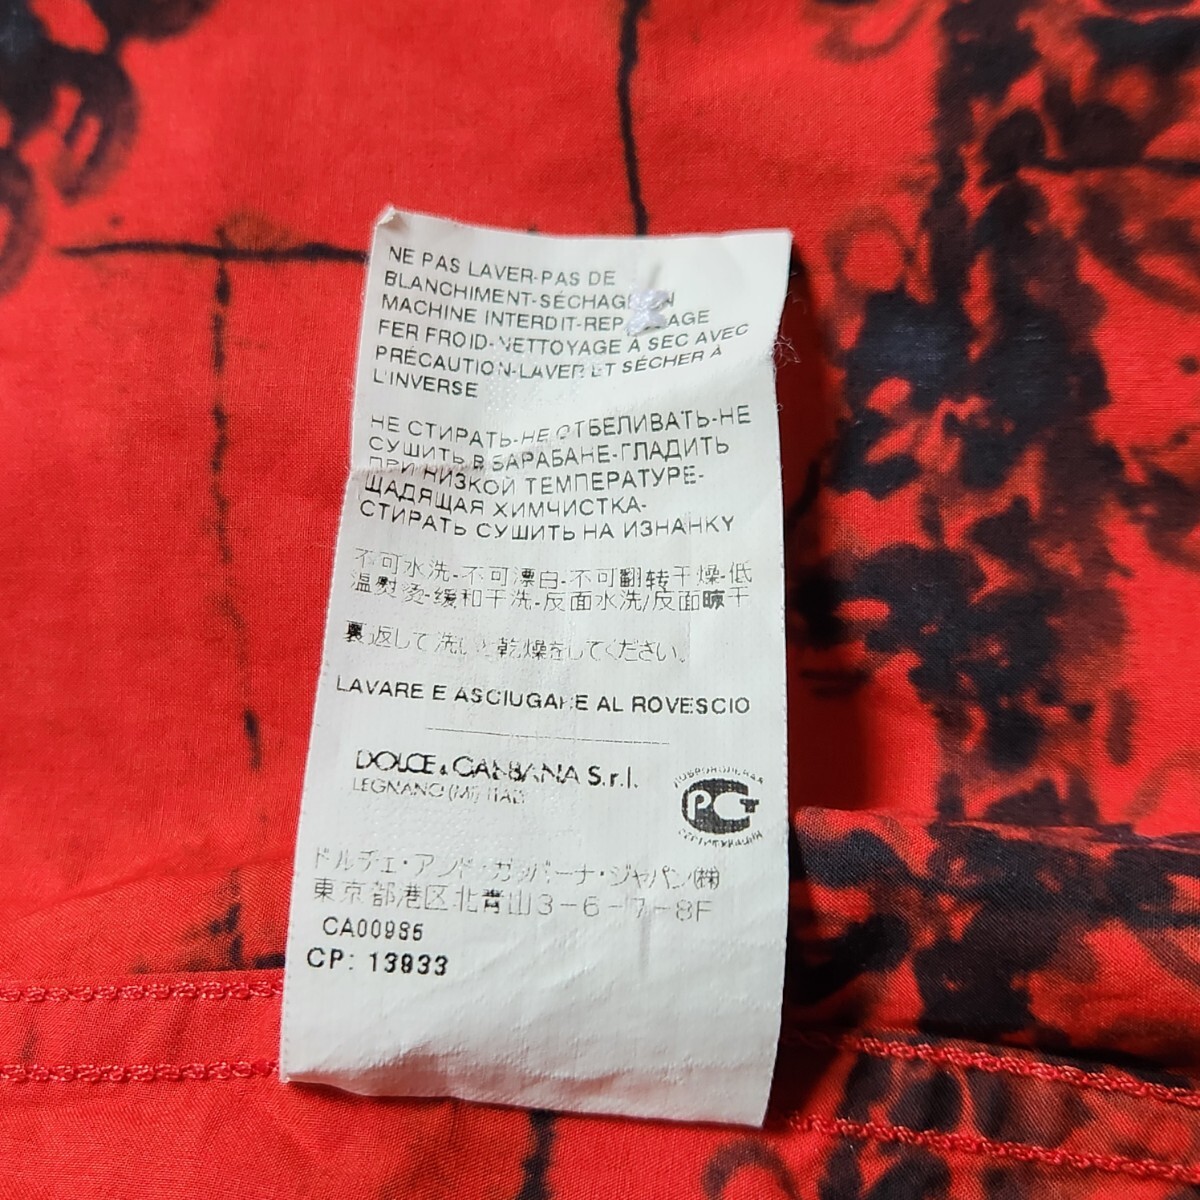 NE PAS LAVER-PAS DE
BLANCHIMENT-SÉCHAGE EN
MACHINE INTERDIT-REPASSAGE
FER FROID-NETTOYAGE À SEC AVEC
PRÉCAUTION-LAVER ET SÉCHER À
L'INVERSE
НЕ СТИРАТЬ-НЕ ОТБЕЛИВАТЬ-НЕ
СУШИТЬ В БАРАБАНЕ-ГЛАДИТЬ
ПРИ НИЗКОЙ ТЕМПЕРАТУРЕ-
ЩАДЯЩАЯ ХИМЧИСТКА-
СТИРАТЬ СУШИТЬ НА ИЗНАНКУ
不可水洗-不可漂白-不可翻转干燥-低
温熨烫-缓和干洗-反面水洗/反面晾干
裏返して洗いと乾燥をしてください。
LAVARE E ASCIUGARE AL ROVESCIO
DOLCE & GABBANA S.r.l.
LEGNANO (MI) ITALY
ДОБРОВОЛЬНАЯ
РСТ
СЕРТИФИКАЦИЯ
ドルチェ・アンド・ガッバーナ・ジャパン(株)
東京都港区北青山3-6-7-8F
CA00985
CP: 13933